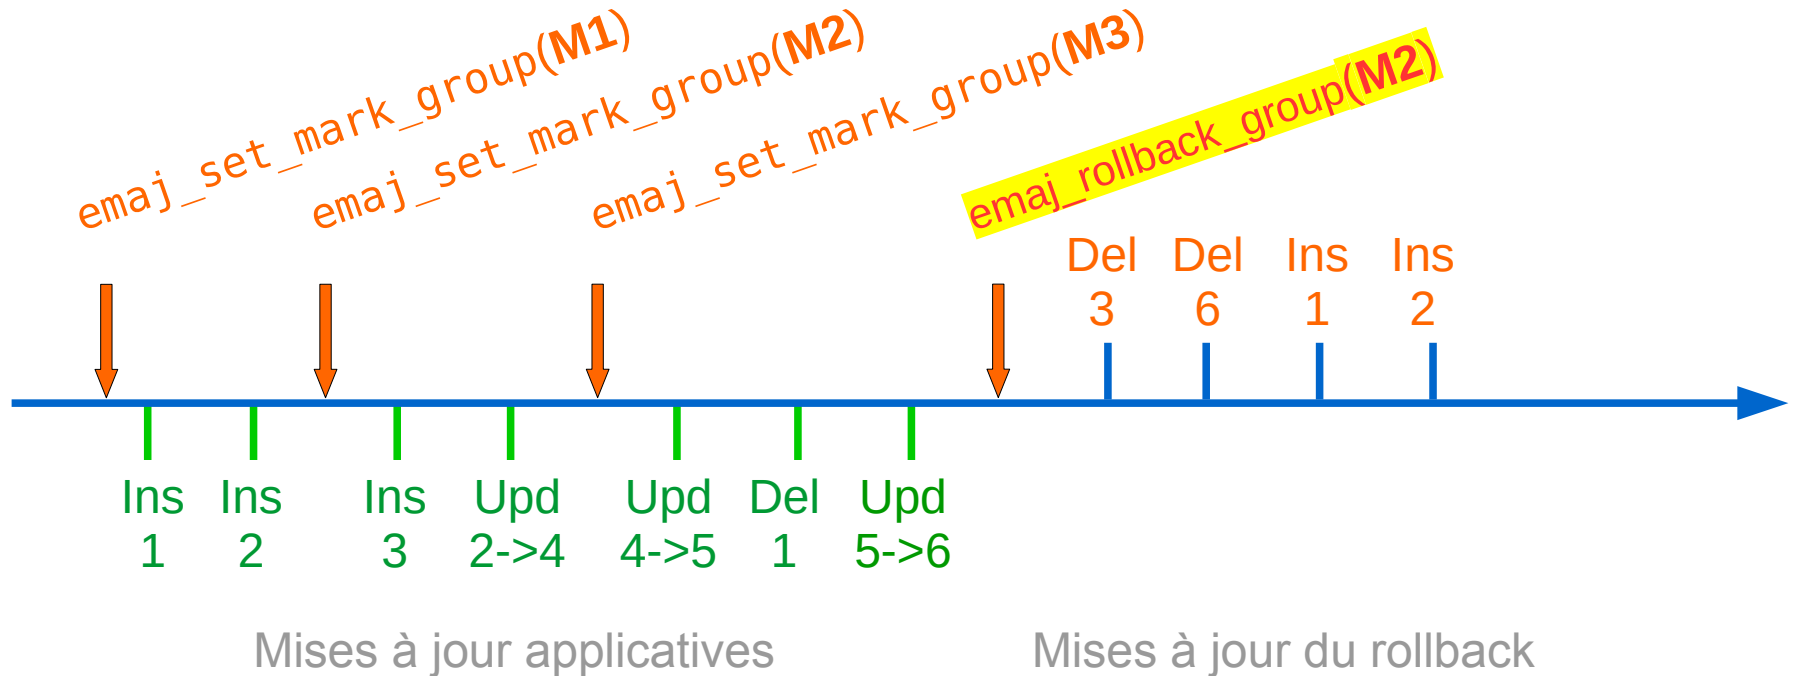 emaj_set_mark_group(M1)
emaj_set_mark_group(M2)
emaj_set_mark_group(M3)
emaj_rollback_group(M2)
Del Del Ins Ins
3 6 1 2
Ins Ins Ins Upd Upd Del Upd
1 2 3 2->4 4->5 1 5->6
Mises à jour applicatives Mises à jour du rollback